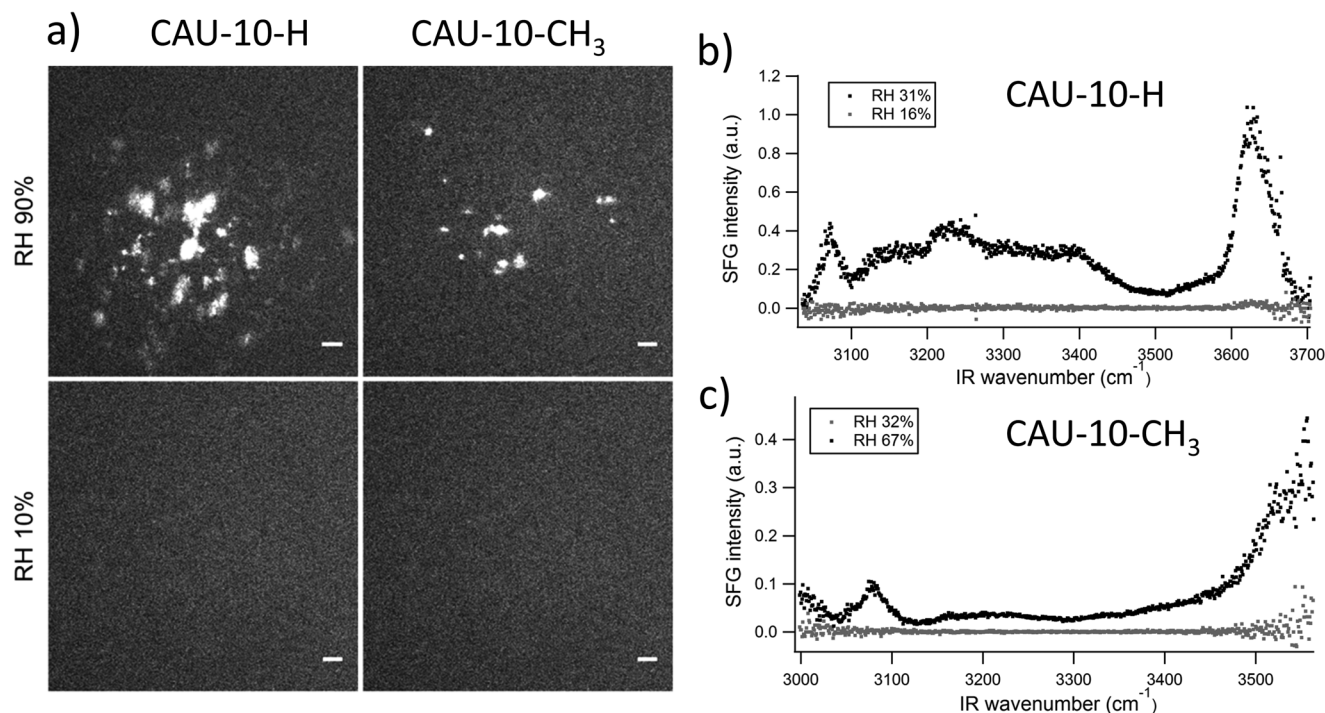 a)
CAU-10-H
CAU-10-CH₃
RH 90%
RH 10%
b)
CAU-10-H
RH 31%
RH 16%
SFG intensity (a.u.)
1.2
1.0
0.8
0.6
0.4
0.2
0.0
3100 3200 3300 3400 3500 3600 3700
IR wavenumber (cm⁻¹)
c)
CAU-10-CH₃
RH 32%
RH 67%
SFG intensity (a.u.)
0.4
0.3
0.2
0.1
0.0
3000 3100 3200 3300 3400 3500
IR wavenumber (cm⁻¹)